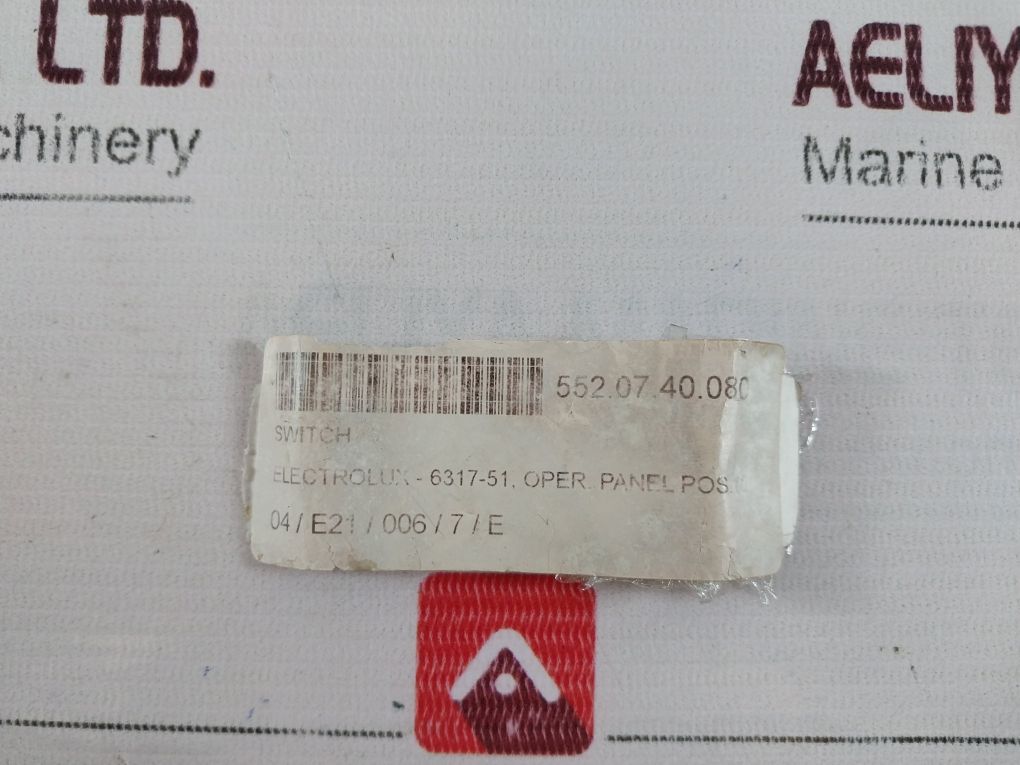 LTD.
chinery
AELIY
Marine
552.07.40.080
SWITCH
ELECTROLUX - 6317-51, OPER. PANEL POS.
04 / E21 / 006 / 7 / E